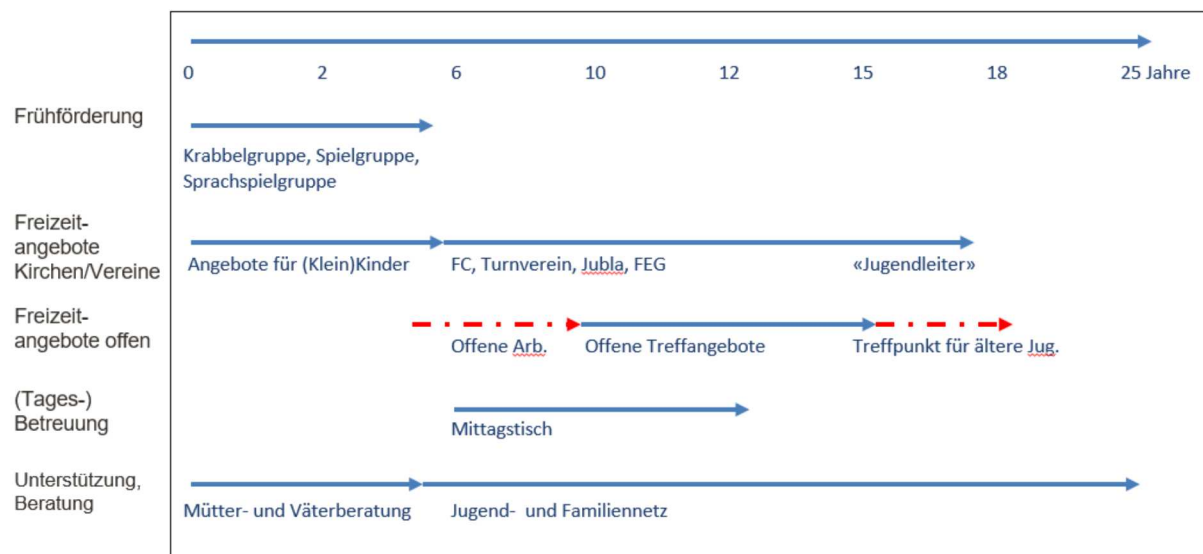 0 2 6 10 12 15 18 25 Jahre
Frühförderung
Krabbelgruppe, Spielgruppe,
Sprachspielgruppe
Freizeit-
angebote
Kirchen/Vereine
Angebote für (Klein)Kinder FC, Turnverein, Jubla, FEG «Jugendleiter»
Freizeit-
angebote offen
Offene Arb. Offene Treffangebote Treffpunkt für ältere Jug.
(Tages-)
Betreuung
Mittagstisch
Unterstützung,
Beratung
Mütter- und Väterberatung Jugend- und Familiennetz